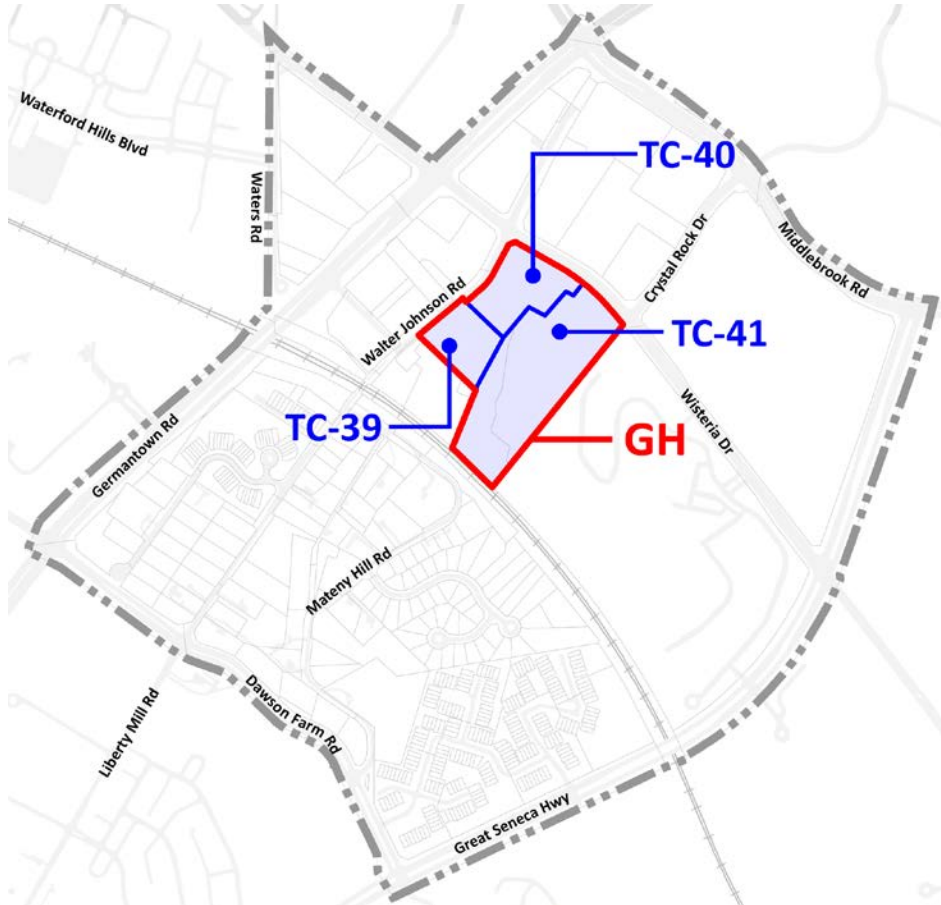 Waterford Hills Blvd
Waters Rd
TC-40
Crystal Rock Dr
Middlebrook Rd
Walter Johnson Rd
TC-41
TC-39
GH
Wisteria Dr
Germantown Rd
Mateny Hill Rd
Liberty Mill Rd
Dawson Farm Rd
Great Seneca Hwy